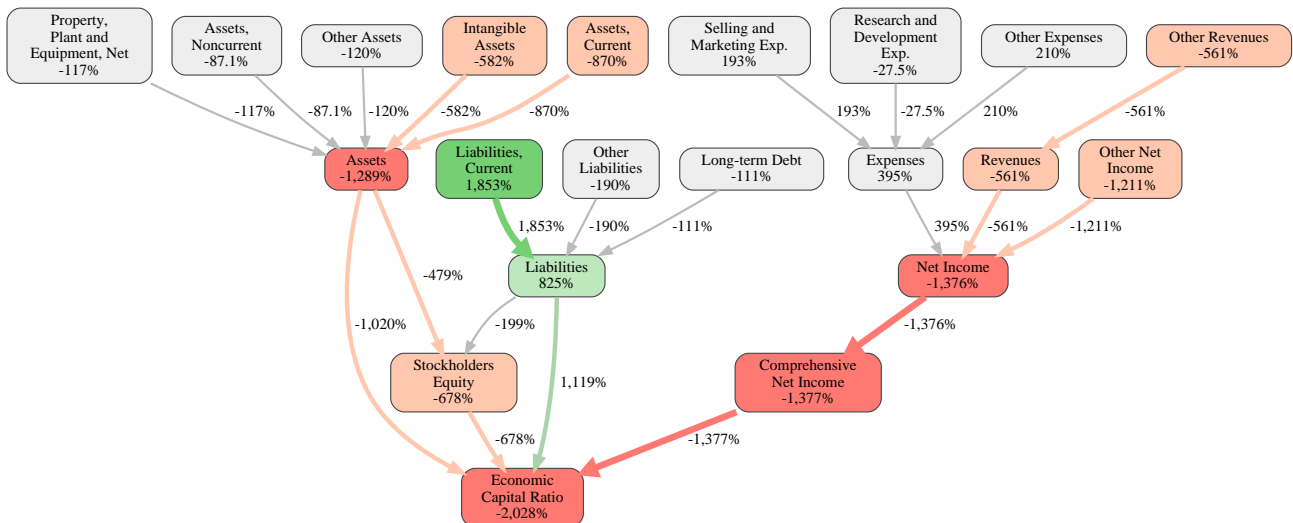 Property,
Plant and
Equipment, Net
-117%
Assets,
Noncurrent
-87.1%
Other Assets
-120%
Intangible
Assets
-582%
Assets,
Current
-870%
Selling and
Marketing Exp.
193%
Research and
Development
Exp.
-27.5%
Other Expenses
210%
Other Revenues
-561%
-117%
-87.1%
-120%
-582%
-870%
193%
-27.5%
210%
-561%
Assets
-1,289%
Liabilities,
Current
1,853%
Other
Liabilities
-190%
Long-term Debt
-111%
Expenses
395%
Revenues
-561%
Other Net
Income
-1,211%
1,853%
-190%
-111%
395%
-561%
-1,211%
Liabilities
825%
Net Income
-1,376%
-479%
-1,020%
-199%
-1,376%
Stockholders
Equity
-678%
1,119%
Comprehensive
Net Income
-1,377%
-678%
-1,377%
Economic
Capital Ratio
-2,028%